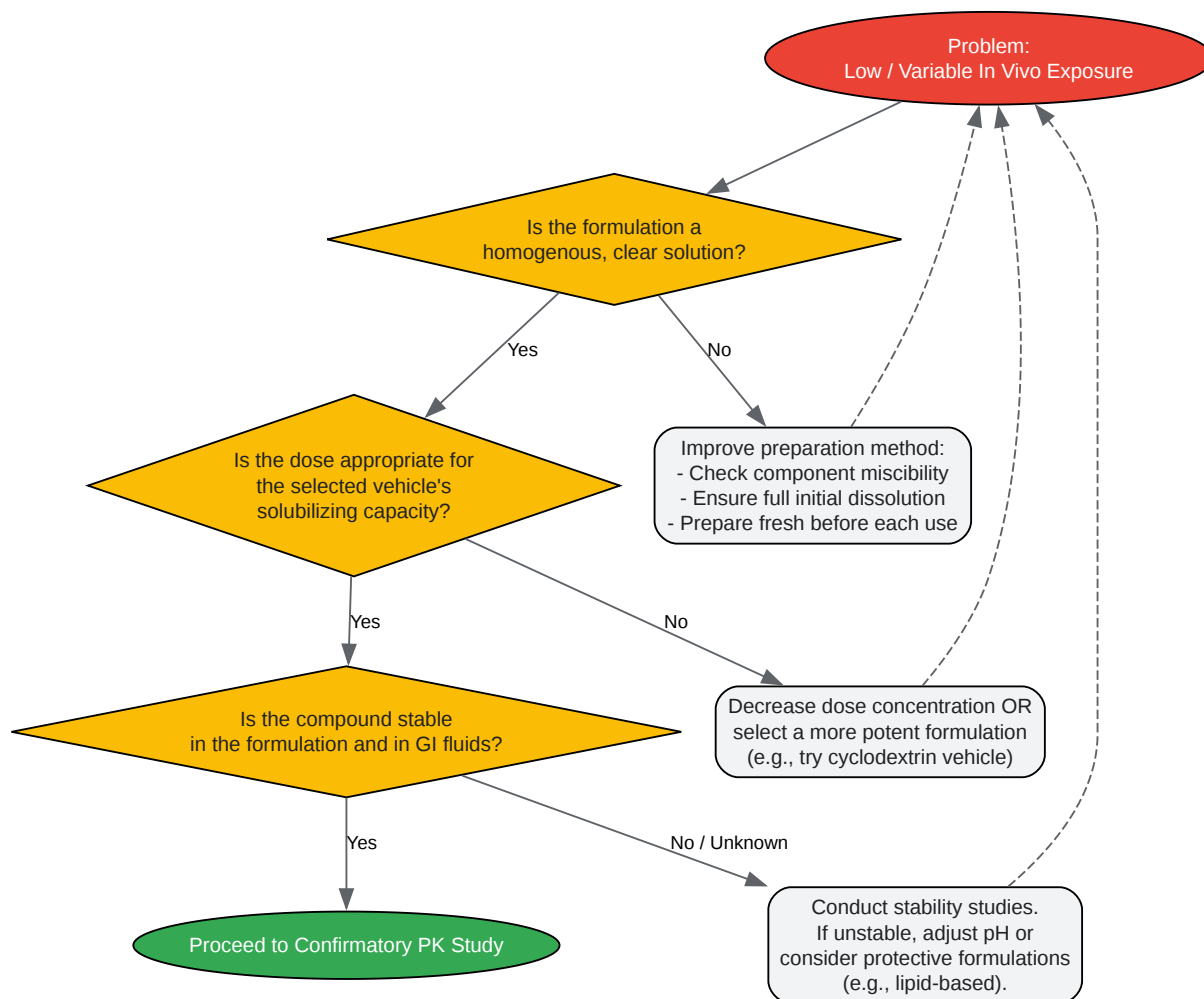 Problem:
Low / Variable In Vivo Exposure
Is the formulation a
homogenous, clear solution?
Yes
No
Improve preparation method:
- Check component miscibility
- Ensure full initial dissolution
- Prepare fresh before each use
Is the dose appropriate for
the selected vehicle's
solubilizing capacity?
Yes
No
Decrease dose concentration OR
select a more potent formulation
(e.g., try cyclodextrin vehicle)
Is the compound stable
in the formulation and in GI fluids?
Yes
No / Unknown
Proceed to Confirmatory PK Study
Conduct stability studies.
If unstable, adjust pH or
consider protective formulations
(e.g., lipid-based).